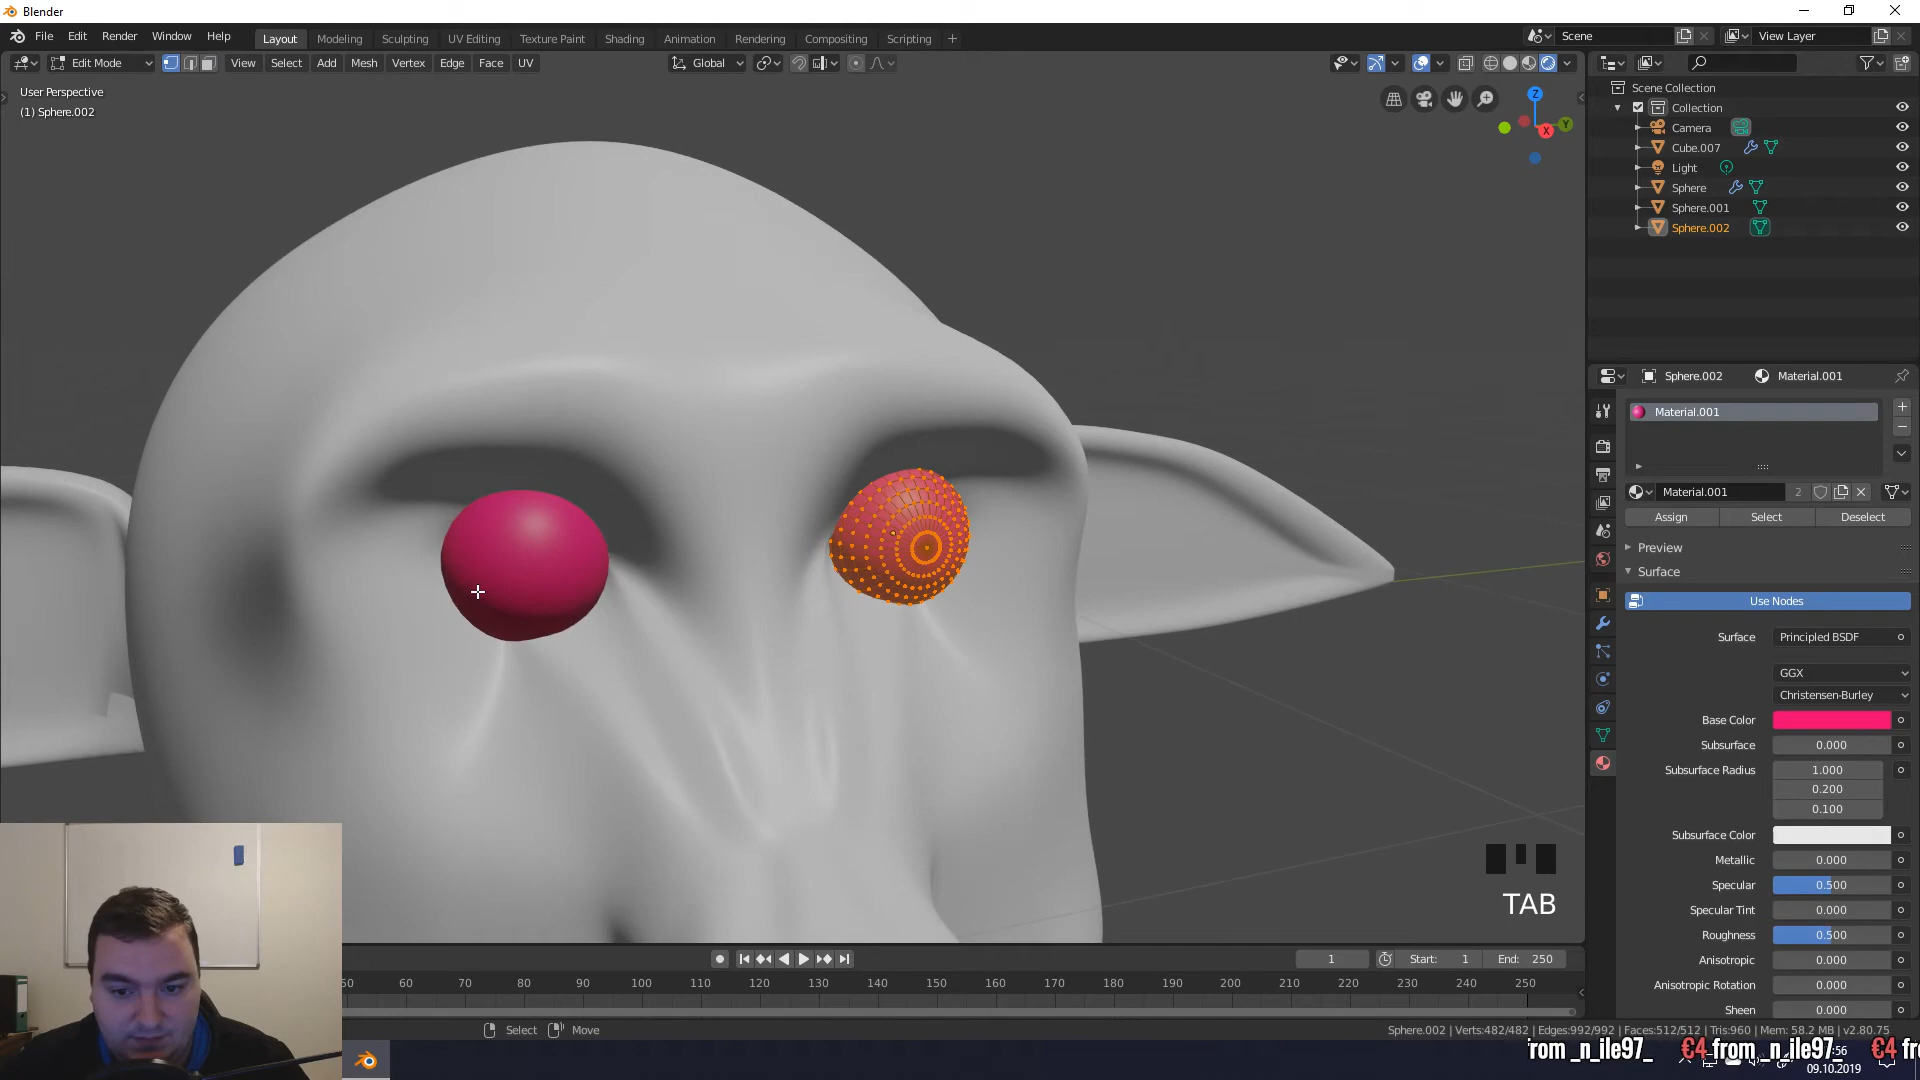 Blender
File Edit Render Window Help
Layout Modeling Sculpting UV Editing Texture Paint Shading Animation Rendering Compositing Scripting +
Scene
View Layer
Edit Mode View Select Add Mesh Vertex Edge Face UV
Global
User Perspective
(1) Sphere.002
Z
Y
X
Scene Collection
Collection
Camera
Cube.007
Light
Sphere
Sphere.001
Sphere.002
Sphere.002 Material.001
Material.001
Material.001 2
Assign Select Deselect
Preview
Surface
Use Nodes
Surface Principled BSDF
GGX
Christensen-Burley
Base Color
Subsurface 0.000
Subsurface Radius 1.000
0.200
0.100
Subsurface Color
Metallic 0.000
Specular 0.500
Specular Tint 0.000
Roughness 0.500
Anisotropic 0.000
Anisotropic Rotation 0.000
Sheen 0.000
TAB
1 Start: 1 End: 250
50 60 70 80 90 100 110 120 130 140 150 160 170 180 190 200 210 220 230 240 250
Select Move
Sphere.002 | Verts:482/482 | Edges:992/992 | Faces:512/512 | Tris:960 | Mem: 58.2 MB | v2.80.75
rom _n_ile97_ €4 from _n_ile97_ €4 fro
:56
09.10.2019